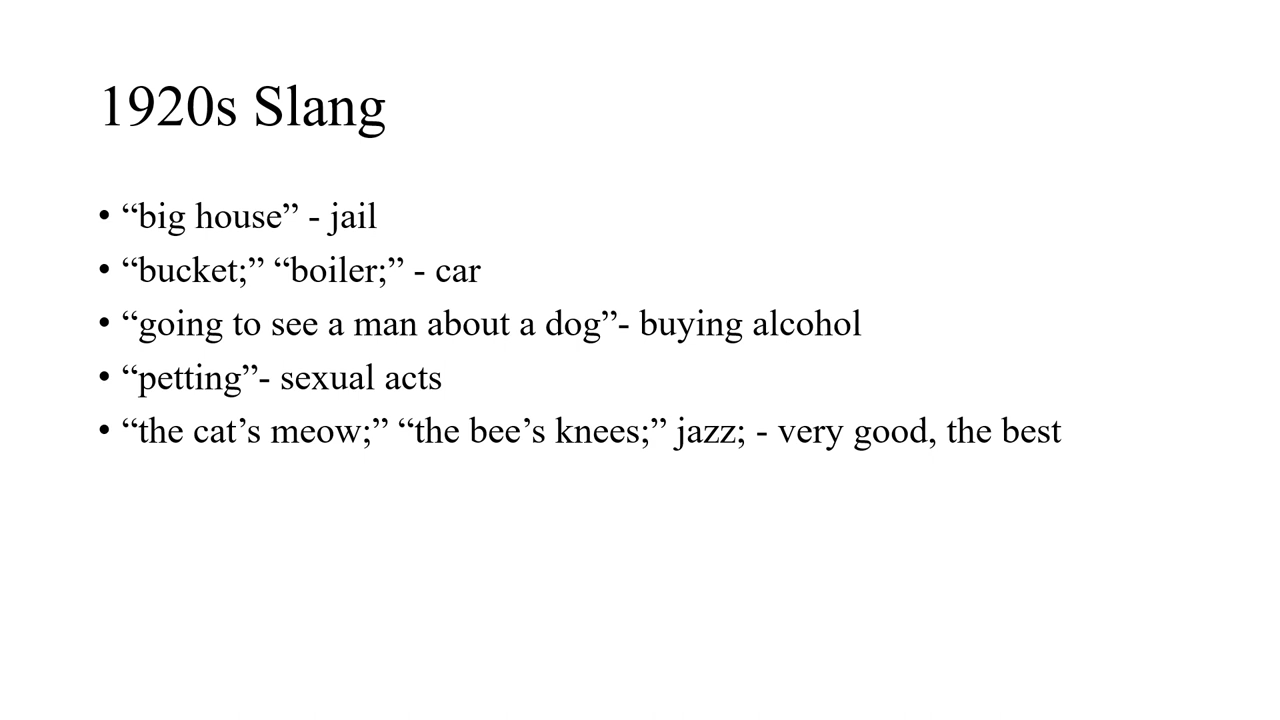 1920s Slang
• “big house” - jail
• “bucket;” “boiler;” - car
• “going to see a man about a dog”- buying alcohol
• “petting”- sexual acts
• “the cat’s meow;” “the bee’s knees;” jazz; - very good, the best